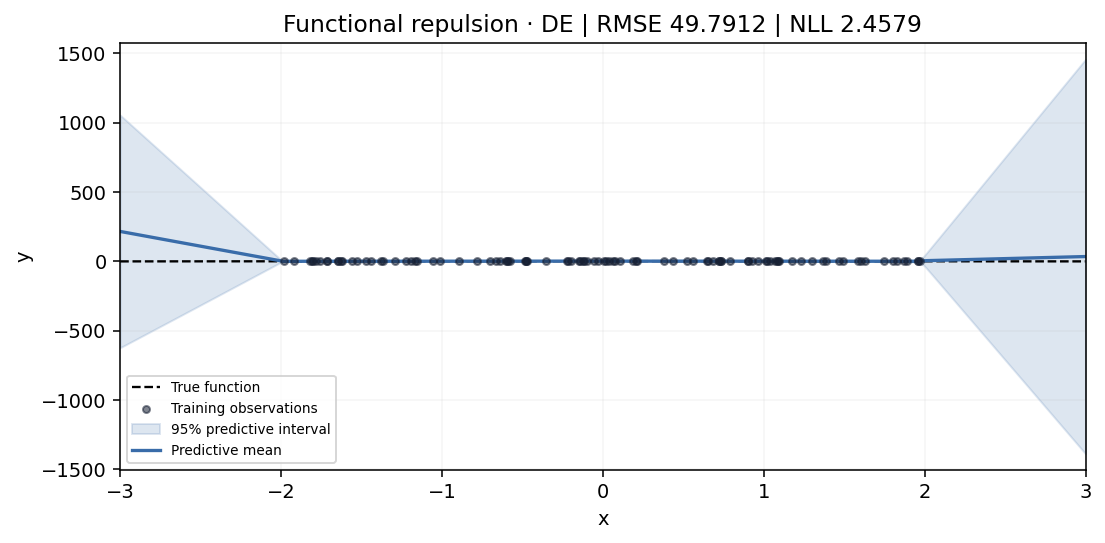 Functional repulsion · DE | RMSE 49.7912 | NLL 2.4579
1500
1000
500
0
−500
−1000
−1500
y
True function
Training observations
95% predictive interval
Predictive mean
−3 −2 −1 0 1 2 3
x